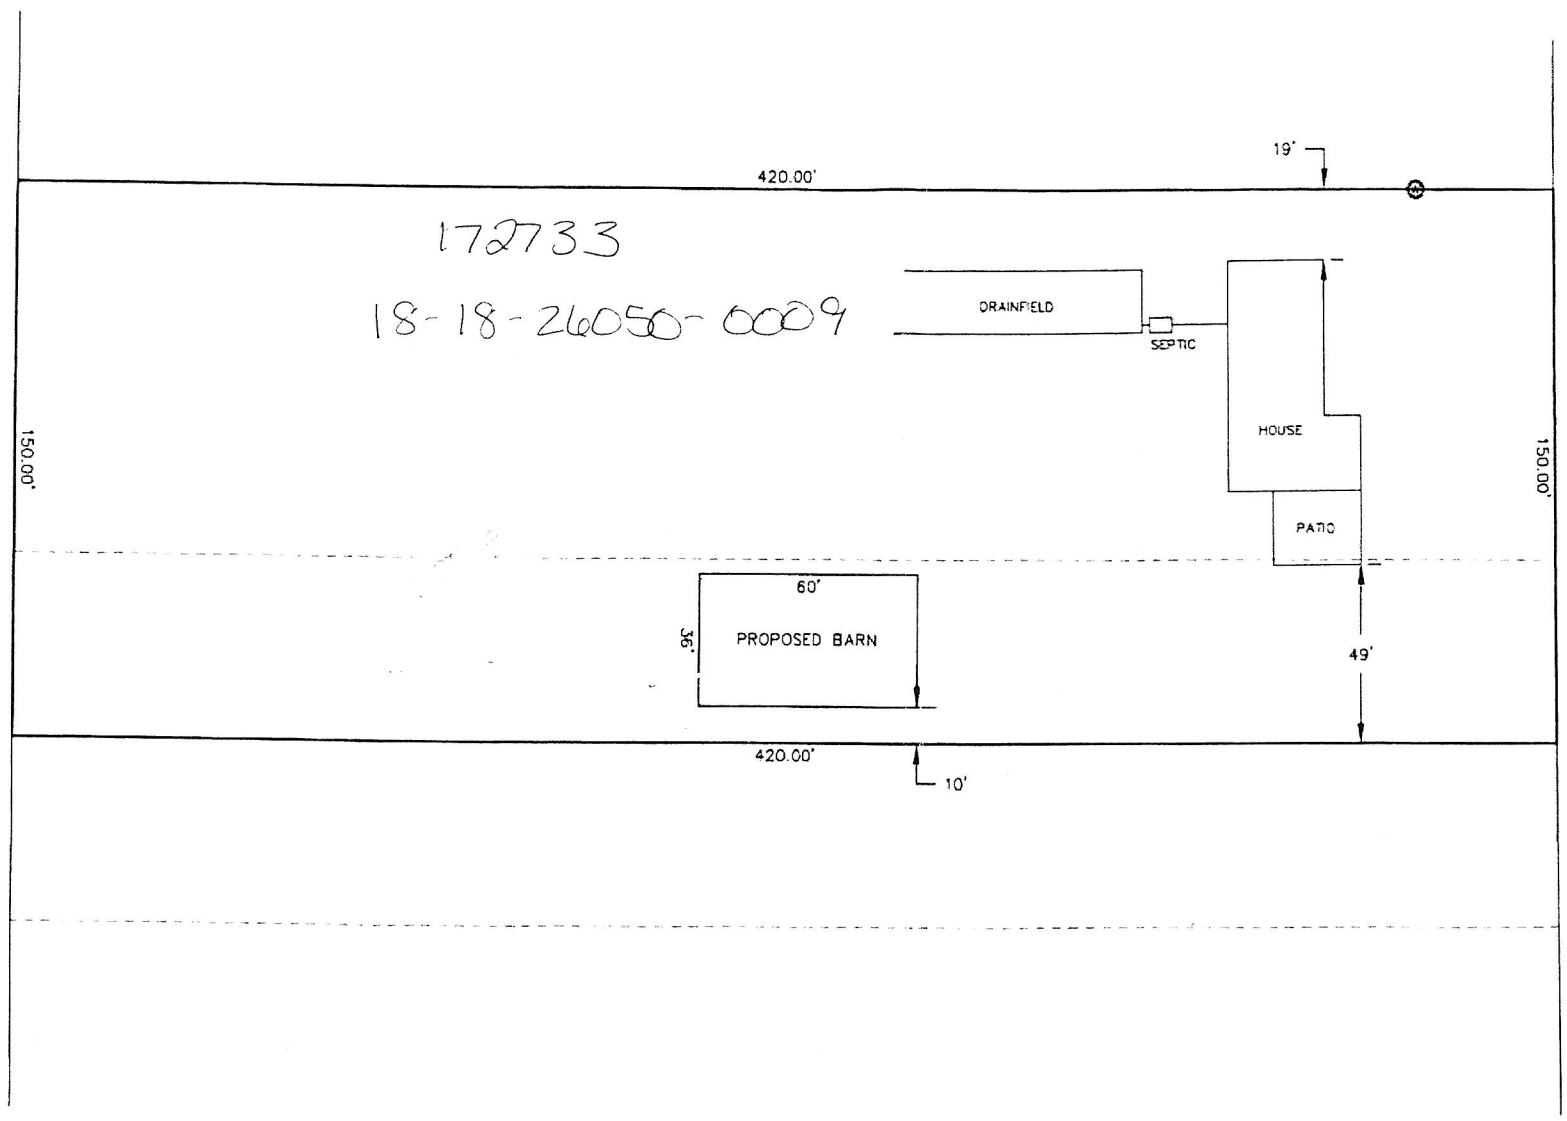 19'
420.00'
172733
18-18-26050-0009
DRAINFIELD
SEPTIC
HOUSE
150.00'
150.00'
PATIO
60'
36'
PROPOSED BARN
49'
420.00'
10'